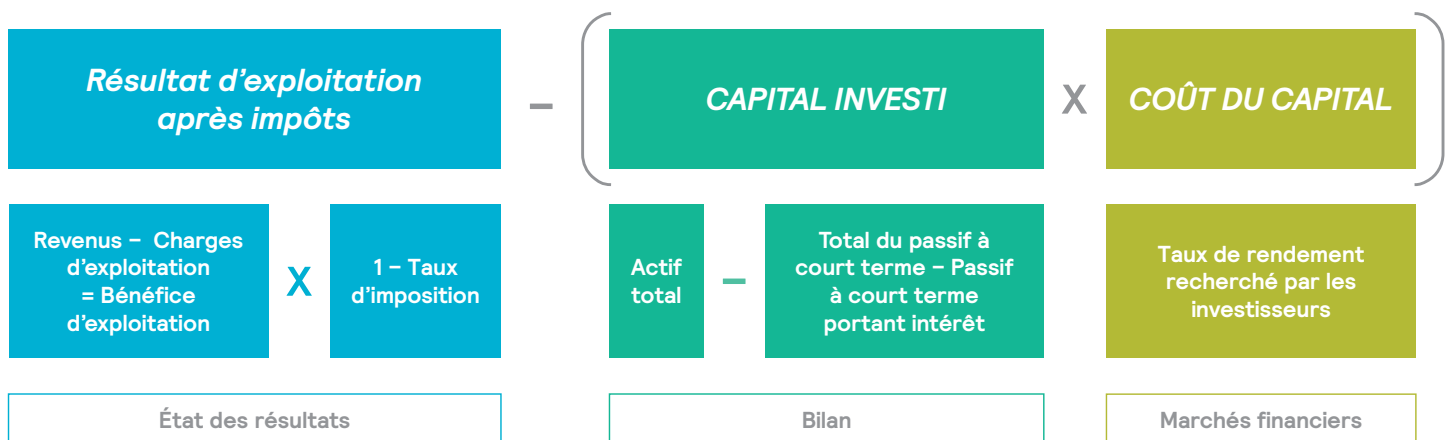 Résultat d'exploitation
après impôts
–
CAPITAL INVESTI
X
COÛT DU CAPITAL
Revenus – Charges
d'exploitation
= Bénéfice
d'exploitation
X
1 – Taux
d'imposition
Actif
total
–
Total du passif à
court terme – Passif
à court terme
portant intérêt
Taux de rendement
recherché par les
investisseurs
État des résultats
Bilan
Marchés financiers